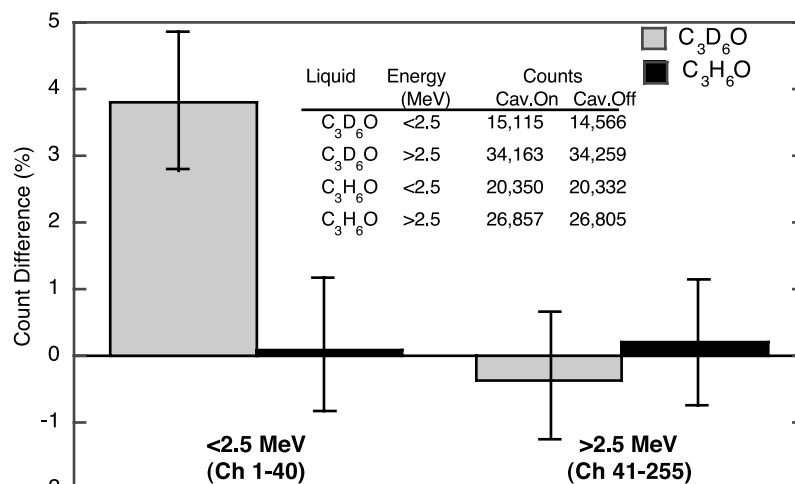 5
4
3
2
1
0
-1
Count Difference (%)
C3D6O
C3H6O
Liquid Energy (MeV) Counts
Cav.On Cav.Off
C3D6O <2.5 15,115 14,566
C3D6O >2.5 34,163 34,259
C3H6O <2.5 20,350 20,332
C3H6O >2.5 26,857 26,805
<2.5 MeV
(Ch 1-40)
>2.5 MeV
(Ch 41-255)